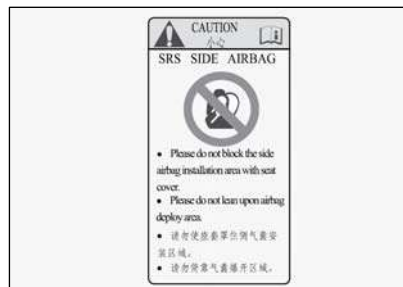 CAUTION
小心
SRS SIDE AIRBAG
• Please do not block the side
airbag installation area with seat
cover.
• Please do not lean upon airbag
deploy area.
• 请勿使座套罩住侧气囊安
装区域。
• 请勿倚靠气囊爆开区域。